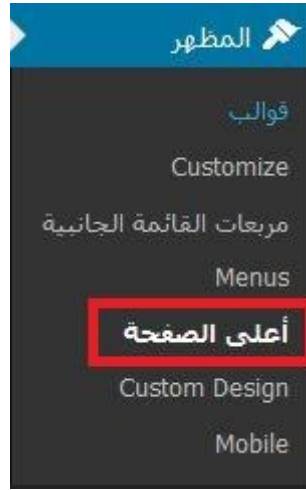 المظهر
قوالب
Customize
مربعات القائمة الجانبية
Menus
أعلى الصفحة
Custom Design
Mobile